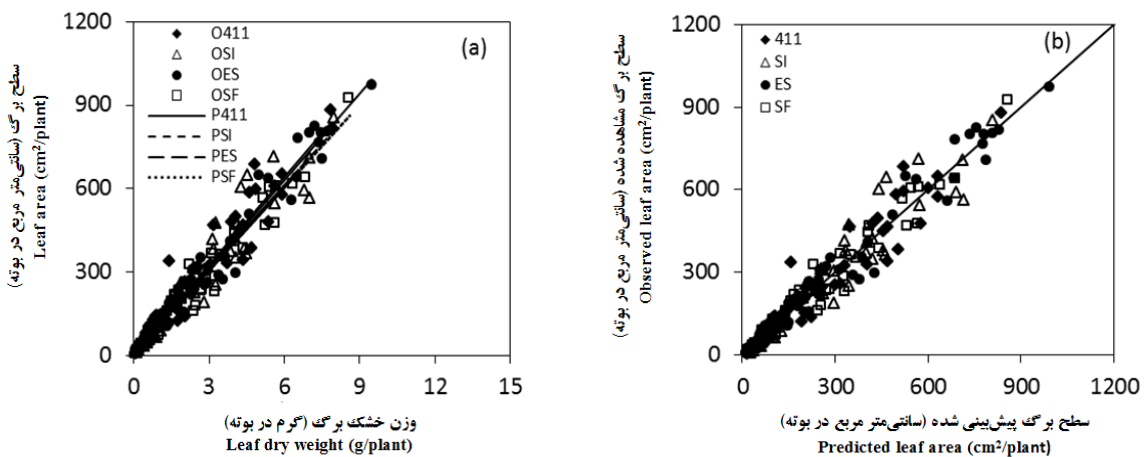 (a)
سطح برگ (سانتی‌متر مربع در بوته)
Leaf area (cm²/plant)
1200
900
600
300
0
O411
OSI
OES
OSF
P411
PSI
PES
PSF
0 3 6 9 12 15
وزن خشک برگ (گرم در بوته)
Leaf dry weight (g/plant)
(b)
سطح برگ مشاهده شده (سانتی‌متر مربع در بوته)
Observed leaf area (cm²/plant)
1200
900
600
300
0
411
SI
ES
SF
0 300 600 900 1200
سطح برگ پیش‌بینی شده (سانتی‌متر مربع در بوته)
Predicted leaf area (cm²/plant)